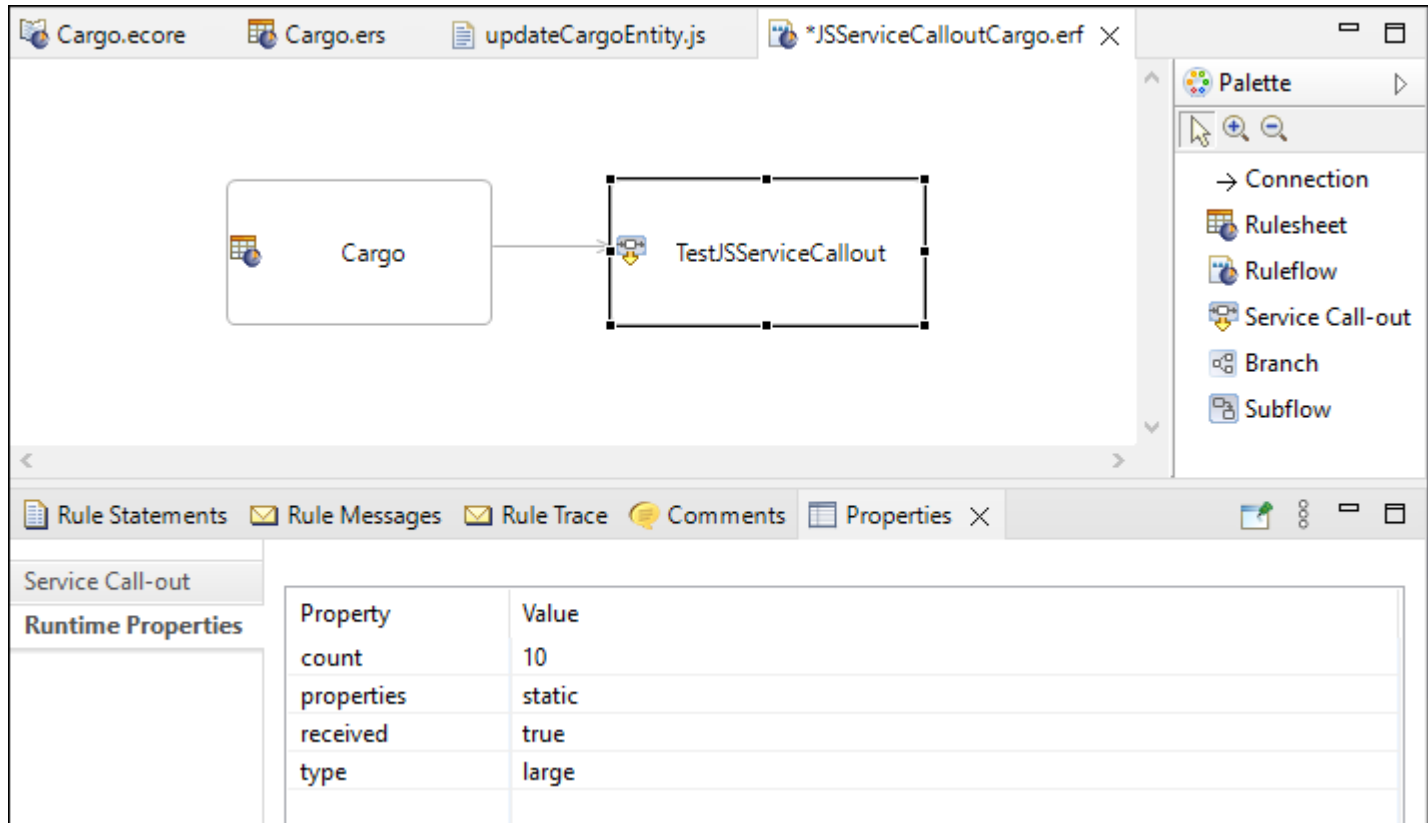 Cargo.ecore Cargo.ers updateCargoEntity.js *JSServiceCalloutCargo.erf
Palette
Connection
Rulesheet
Ruleflow
Service Call-out
Branch
Subflow
Cargo
TestJSServiceCallout
Rule Statements Rule Messages Rule Trace Comments Properties
Service Call-out
Runtime Properties
Property Value
count 10
properties static
received true
type large